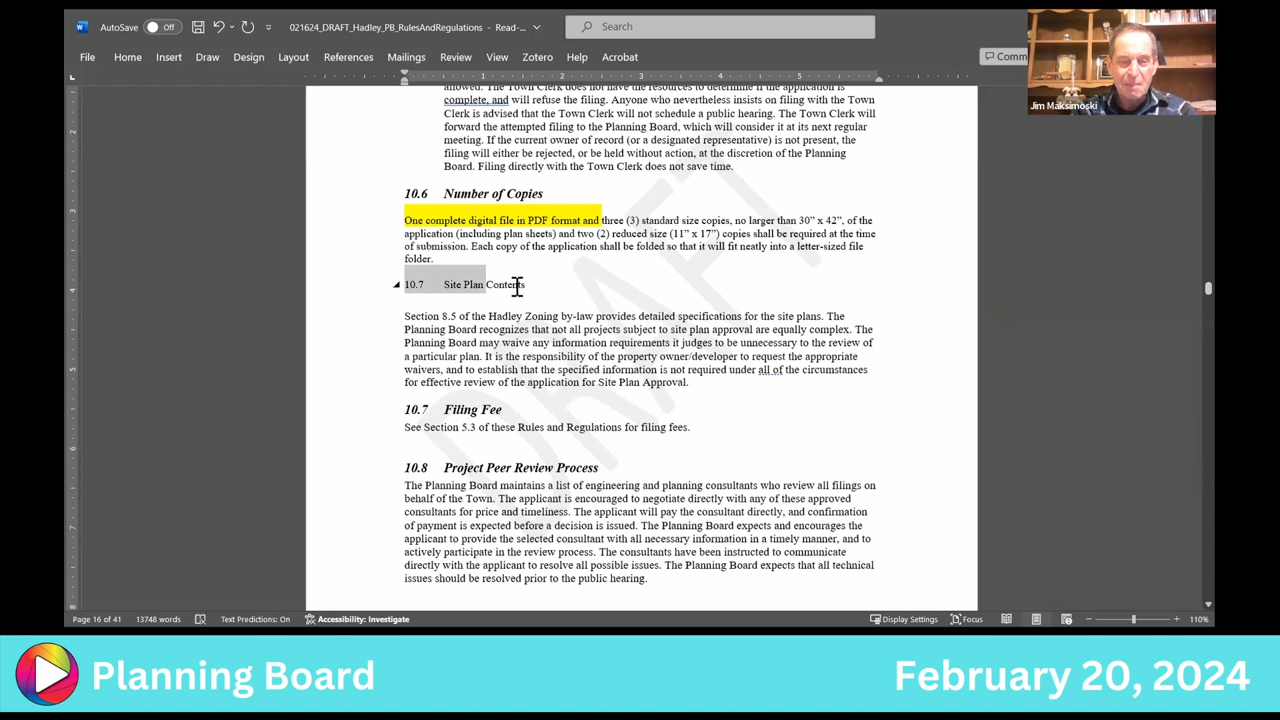 AutoSave Off 021624_DRAFT_Hadley_PB_RulesAndRegulations - Read-... Search
File Home Insert Draw Design Layout References Mailings Review View Zotero Help Acrobat Comm
Jim Maksimoski
allowed. The Town Clerk does not have the resources to determine if the application is
complete, and will refuse the filing. Anyone who nevertheless insists on filing with the Town
Clerk is advised that the Town Clerk will not schedule a public hearing. The Town Clerk will
forward the attempted filing to the Planning Board, which will consider it at its next regular
meeting. If the current owner of record (or a designated representative) is not present, the
filing will either be rejected, or be held without action, at the discretion of the Planning
Board. Filing directly with the Town Clerk does not save time.
10.6 Number of Copies
One complete digital file in PDF format and three (3) standard size copies, no larger than 30” x 42”, of the
application (including plan sheets) and two (2) reduced size (11” x 17”) copies shall be required at the time
of submission. Each copy of the application shall be folded so that it will fit neatly into a letter-sized file
folder.
10.7 Site Plan Contents
Section 8.5 of the Hadley Zoning by-law provides detailed specifications for the site plans. The
Planning Board recognizes that not all projects subject to site plan approval are equally complex. The
Planning Board may waive any information requirements it judges to be unnecessary to the review of
a particular plan. It is the responsibility of the property owner/developer to request the appropriate
waivers, and to establish that the specified information is not required under all of the circumstances
for effective review of the application for Site Plan Approval.
10.7 Filing Fee
See Section 5.3 of these Rules and Regulations for filing fees.
10.8 Project Peer Review Process
The Planning Board maintains a list of engineering and planning consultants who review all filings on
behalf of the Town. The applicant is encouraged to negotiate directly with any of these approved
consultants for price and timeliness. The applicant will pay the consultant directly, and confirmation
of payment is expected before a decision is issued. The Planning Board expects and encourages the
applicant to provide the selected consultant with all necessary information in a timely manner, and to
actively participate in the review process. The consultants have been instructed to communicate
directly with the applicant to resolve all possible issues. The Planning Board expects that all technical
issues should be resolved prior to the public hearing.
DRAFT
Page 16 of 41 13748 words Text Predictions: On Accessibility: Investigate Display Settings Focus 110%
Planning Board February 20, 2024